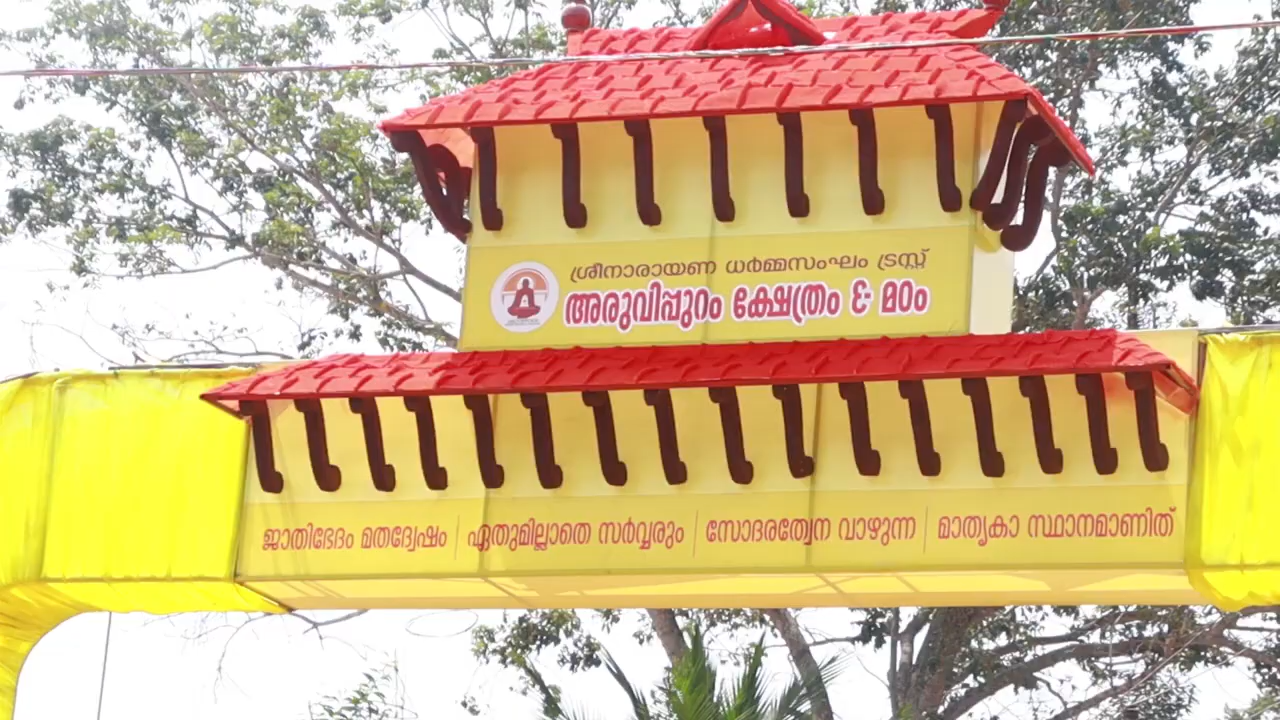 ശ്രീനാരായണ ധർമ്മസംഘം ട്രസ്റ്റ്
അരുവിപ്പുറം ക്ഷേത്രം & മഠം
ജാതിഭേദം മതദ്വേഷം ഏതുമില്ലാതെ സർവ്വരും സോദരത്വേന വാഴുന്ന മാതൃകാ സ്ഥാനമാണിത്